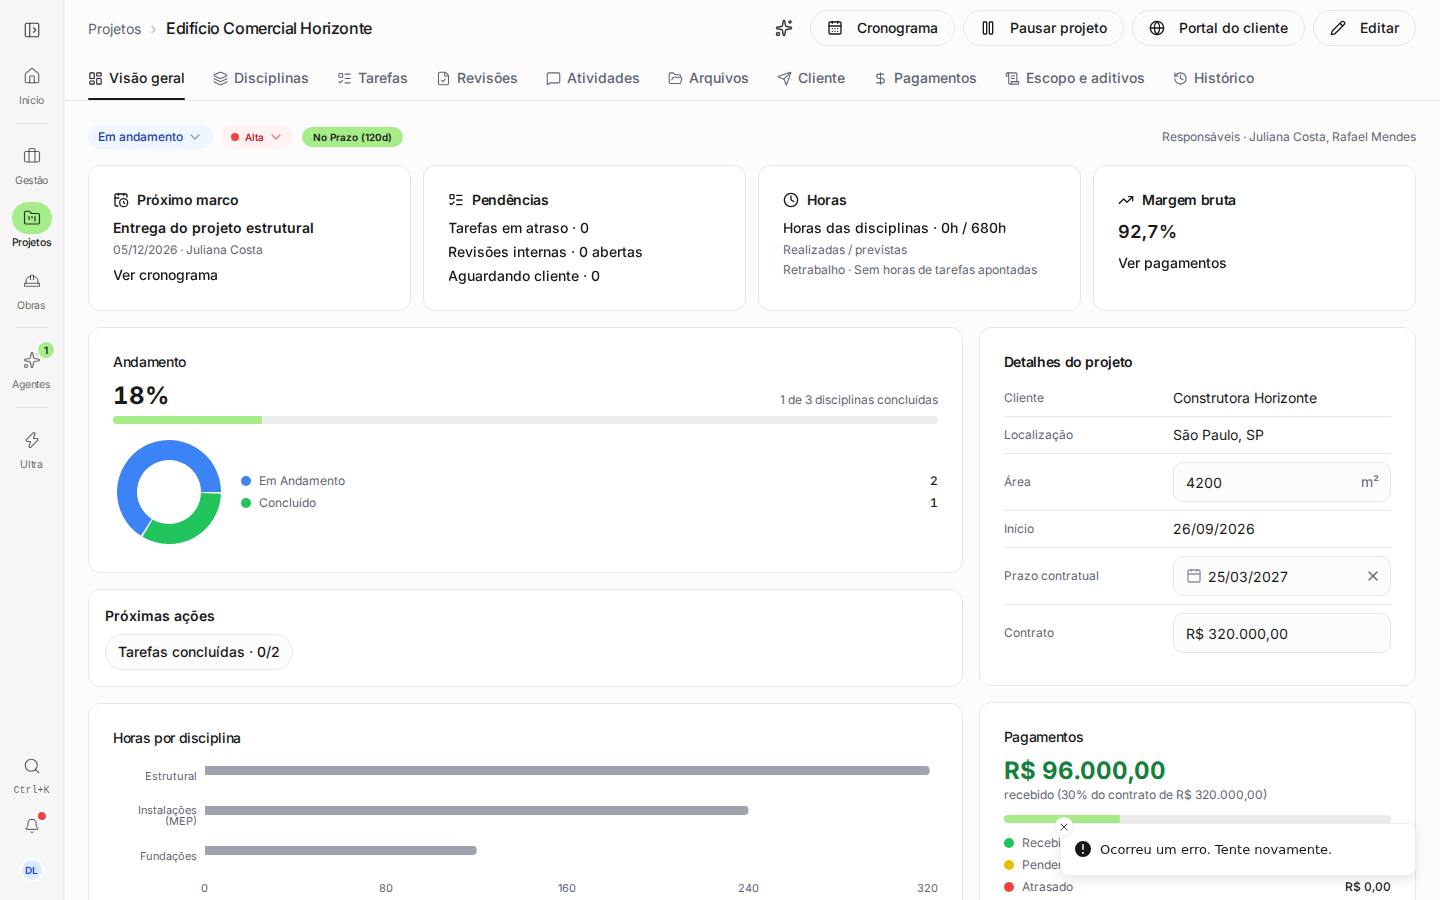 Projetos
Edifício Comercial Horizonte
Cronograma
Pausar projeto
Portal do cliente
Editar
Início
Gestão
Projetos
Obras
1
Agentes
Ultra
Ctrl+K
DL
Visão geral
Disciplinas
Tarefas
Revisões
Atividades
Arquivos
Cliente
Pagamentos
Escopo e aditivos
Histórico
Em andamento
Alta
No Prazo (120d)
Responsáveis · Juliana Costa, Rafael Mendes
Próximo marco
Entrega do projeto estrutural
05/12/2026 · Juliana Costa
Ver cronograma
Pendências
Tarefas em atraso · 0
Revisões internas · 0 abertas
Aguardando cliente · 0
Horas
Horas das disciplinas · 0h / 680h
Realizadas / previstas
Retrabalho · Sem horas de tarefas apontadas
Margem bruta
92,7%
Ver pagamentos
Andamento
18%
1 de 3 disciplinas concluídas
Em Andamento 2
Concluído 1
Próximas ações
Tarefas concluídas · 0/2
Horas por disciplina
Estrutural
Instalações
(MEP)
Fundações
0 80 160 240 320
Detalhes do projeto
Cliente Construtora Horizonte
Localização São Paulo, SP
Área 4200 m²
Início 26/09/2026
Prazo contratual 25/03/2027
Contrato R$ 320.000,00
Pagamentos
R$ 96.000,00
recebido (30% do contrato de R$ 320.000,00)
Ocorreu um erro. Tente novamente.
Atrasado R$ 0,00